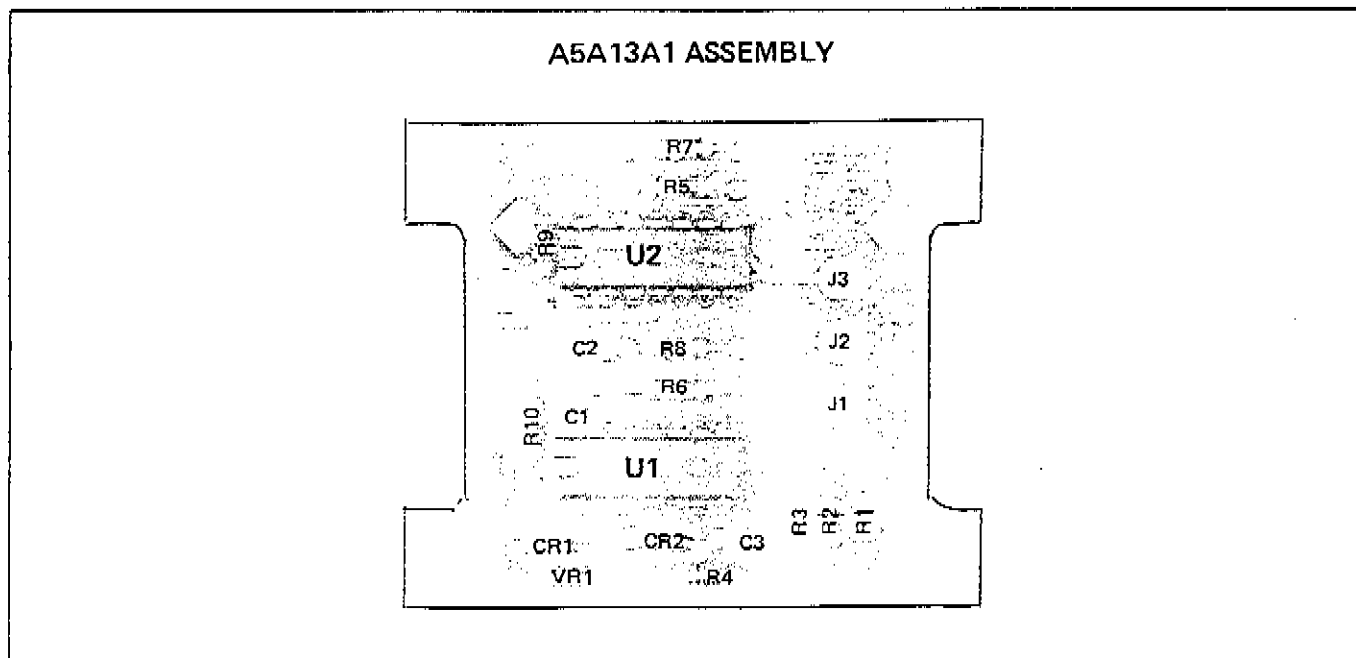 A5A13A1 ASSEMBLY
R7
R5
R9
U2
J3
C2 R8 J2
R6
J1
R10
C1
U1
R3 R2 R1
CR1 CR2 C3
VR1 R4